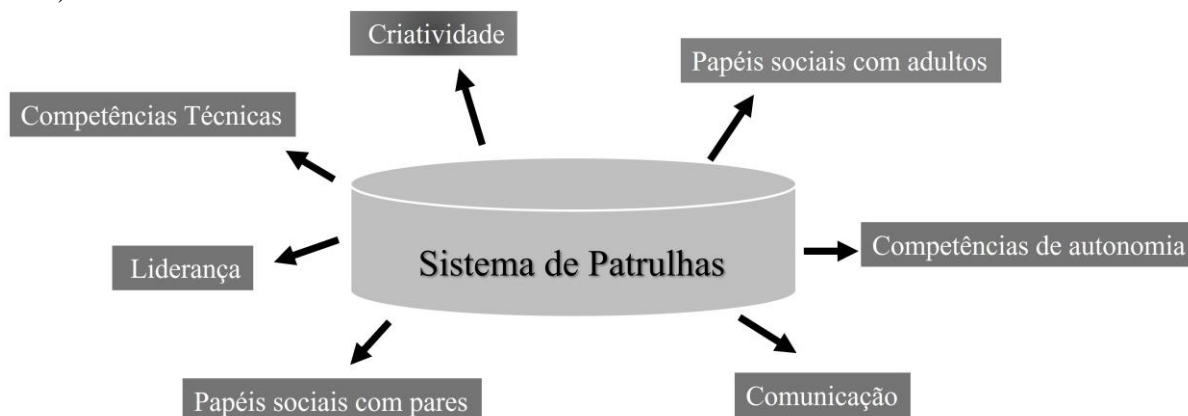 Criatividade
Papéis sociais com adultos
Competências Técnicas
Sistema de Patrulhas
Competências de autonomia
Liderança
Papéis sociais com pares
Comunicação